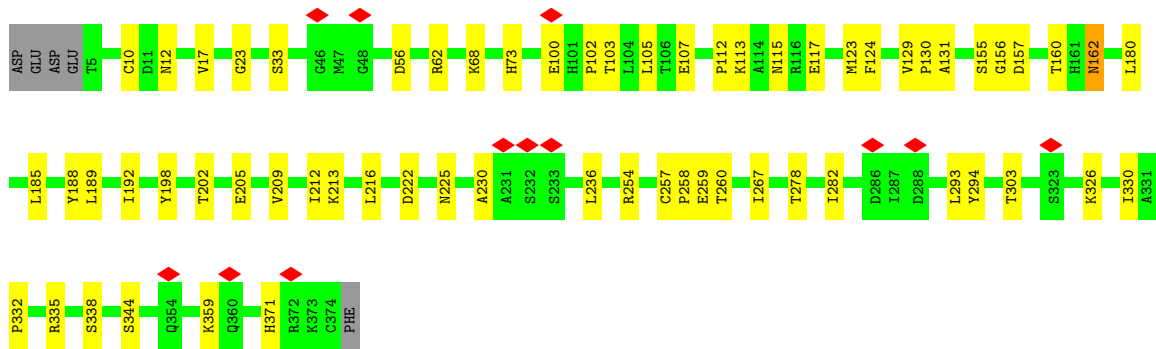 ASP GLU ASP GLU T5 C10 D11 N12 V17 G23 S33 G46 M47 G48 D56 R62 K68 H73 E100 H101 P102 T103 L104 L105 T106 E107 P112 K113 A114 N115 R116 E117 M123 F124 V129 P130 A131 S155 G156 D157 T160 H161 N162 L180
L185 Y188 L189 I192 Y198 T202 E205 V209 I212 K213 L216 D222 N225 A230 A231 S232 S233 L236 R254 C257 P258 E259 T260 I267 T278 I282 D286 I287 D288 L293 Y294 T303 S323 K326 I330 A331
P332 R335 S338 S344 Q354 K359 Q360 H371 R372 K373 C374 PHE